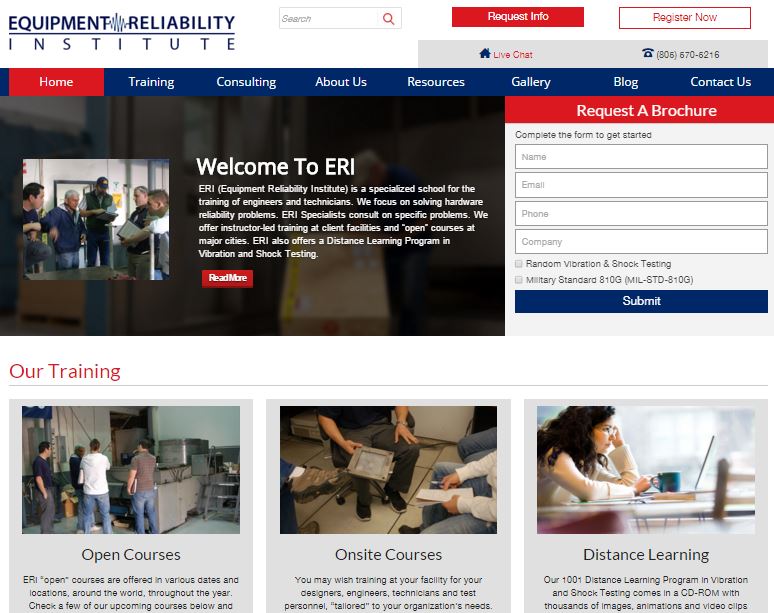 EQUIPMENT RELIABILITY
INSTITUTE
Search
Request Info
Register Now
Live Chat
(805) 570-5216
Home
Training
Consulting
About Us
Resources
Gallery
Blog
Contact Us
Welcome To ERI
ERI (Equipment Reliability Institute) is a specialized school for the
training of engineers and technicians. We focus on solving hardware
reliability problems. ERI Specialists consult on specific problems. We
offer instructor-led training at client facilities and "open" courses at
major cities. ERI also offers a Distance Learning Program in
Vibration and Shock Testing.
Read More
Request A Brochure
Complete the form to get started
Name
Email
Phone
Company
Random Vibration & Shock Testing
Military Standard 810G (MIL-STD-810G)
Submit
Our Training
Open Courses
ERI "open" courses are offered in various dates and
locations, around the world, throughout the year.
Check a few of our upcoming courses below and
Onsite Courses
You may wish training at your facility for your
designers, engineers, technicians and test
personnel, "tailored" to your organization's needs.
Distance Learning
Our 1001 Distance Learning Program in Vibration
and Shock Testing comes in a CD-ROM with
thousands of images, animations and video clips